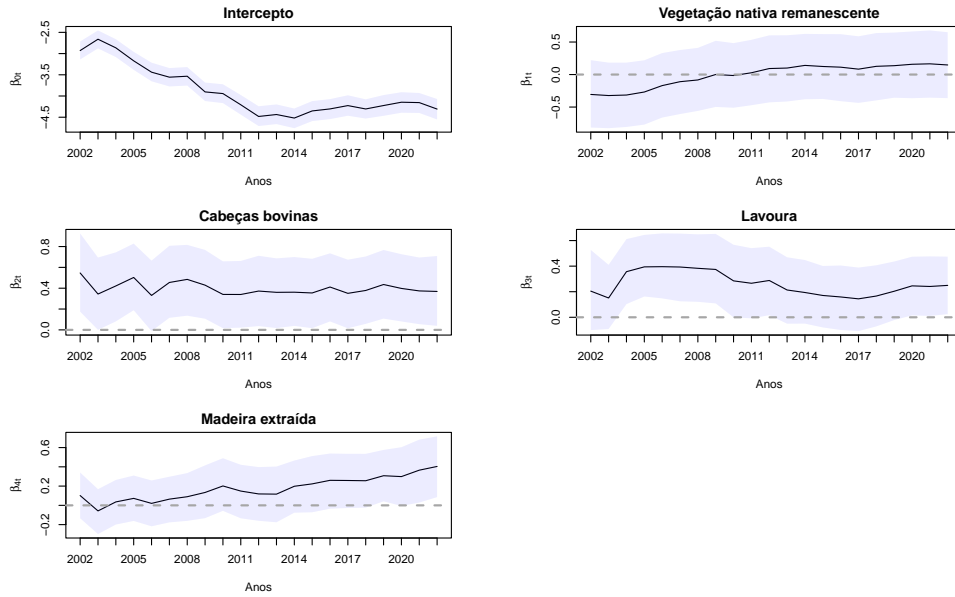 Intercepto
β0t
−2.5
−3.5
−4.5
2002 2005 2008 2011 2014 2017 2020
Anos
Vegetação nativa remanescente
β1t
0.5
0.0
−0.5
2002 2005 2008 2011 2014 2017 2020
Anos
Cabeças bovinas
β2t
0.8
0.4
0.0
2002 2005 2008 2011 2014 2017 2020
Anos
Lavoura
β3t
0.4
0.0
2002 2005 2008 2011 2014 2017 2020
Anos
Madeira extraída
β4t
0.6
0.2
−0.2
2002 2005 2008 2011 2014 2017 2020
Anos